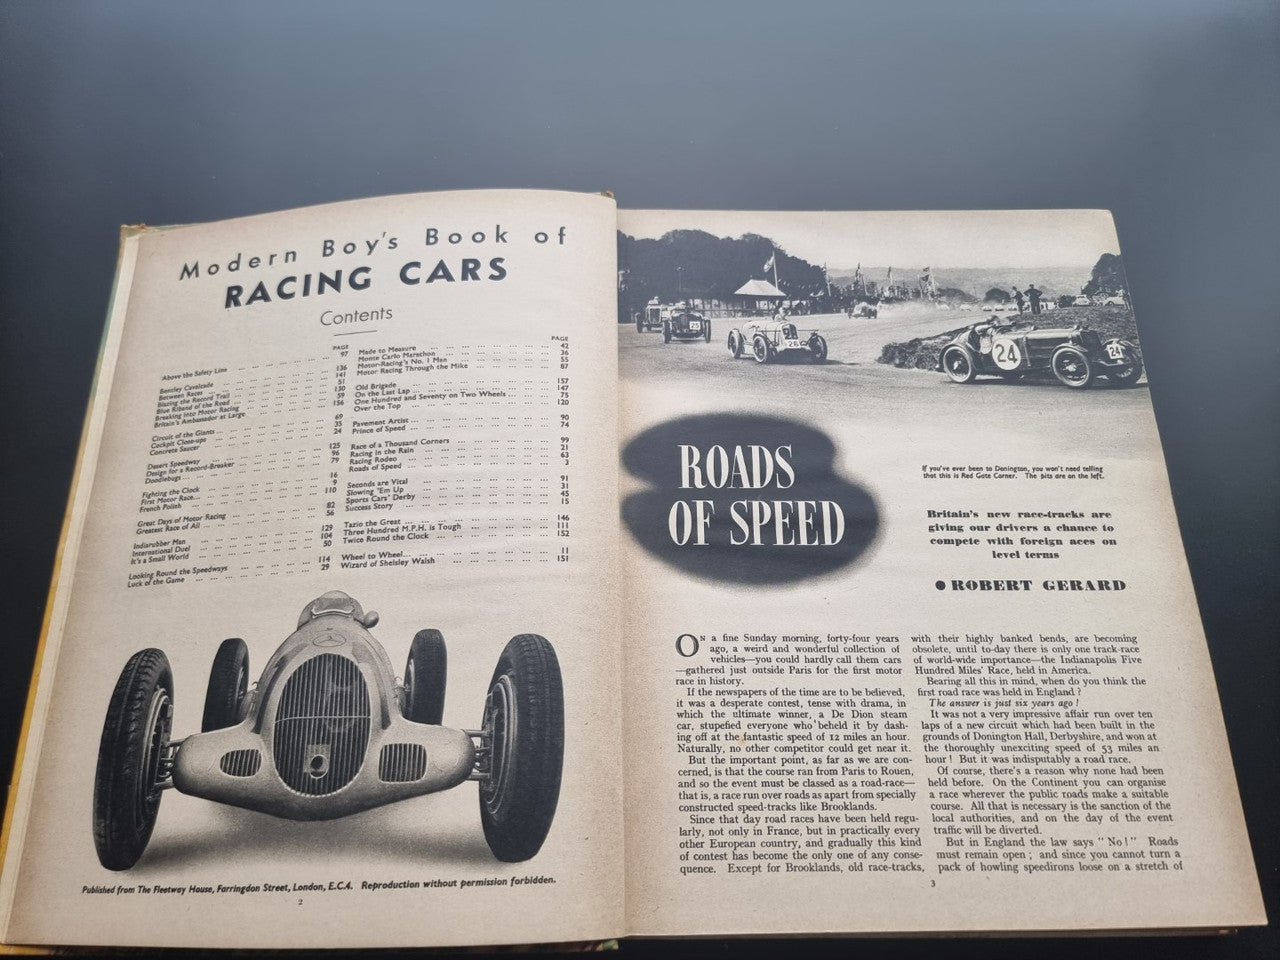 Modern Boy's Book of
RACING CARS
Contents
PAGE
Above the Safety Line ... 97
Bentley Cavalcade ... 136
Between Races ... 141
Blazing the Record Trail ... 51
Blue Riband of the Road ... 130
Breaking into Motor Racing ... 59
Britain's Ambassador at Large ... 156
Circuit of the Giants ... 69
Cockpit Close-ups ... 35
Concrete Saucer ... 24
Desert Speedway ... 125
Design for a Record-Breaker ... 96
Doodlebugs ... 79
Fighting the Clock ... 16
First Motor Race ... 9
French Polish ... 110
Great Days of Motor Racing ... 82
Greatest Race of All ... 56
Indiarubber Man ... 129
International Duel ... 104
It's a Small World ... 50
Looking Round the Speedways ... 114
Luck of the Game ... 29
PAGE
Made to Measure ... 42
Monte Carlo Marathon ... 36
Motor-Racing's No. 1 Man ... 55
Motor Racing Through the Mike ... 87
Old Brigade ... 157
On the Last Lap ... 147
One Hundred and Seventy on Two Wheels ... 75
Over the Top ... 120
Pavement Artist ... 90
Prince of Speed ... 74
Race of a Thousand Corners ... 99
Racing in the Rain ... 21
Racing Rodeo ... 63
Roads of Speed ... 3
Seconds are Vital ... 91
Slowing 'Em Up ... 31
Sports Cars' Derby ... 45
Success Story ... 15
Tazio the Great ... 146
Three Hundred M.P.H. is Tough ... 111
Twice Round the Clock ... 152
Wheel to Wheel... 11
Wizard of Shelsley Walsh ... 151
Published from The Fleetway House, Farringdon Street, London, E.C.4. Reproduction without permission forbidden.
2
25
26
24
24
ROADS
OF SPEED
If you've ever been to Donington, you won't need telling
that this is Red Gate Corner. The pits are on the left.
Britain's new race-tracks are
giving our drivers a chance to
compete with foreign aces on
level terms
● ROBERT GERARD
ON a fine Sunday morning, forty-four years
ago, a weird and wonderful collection of
vehicles—you could hardly call them cars
—gathered just outside Paris for the first motor
race in history.
If the newspapers of the time are to be believed,
it was a desperate contest, tense with drama, in
which the ultimate winner, a De Dion steam
car, stupefied everyone who beheld it by dash-
ing off at the fantastic speed of 12 miles an hour.
Naturally, no other competitor could get near it.
But the important point, as far as we are con-
cerned, is that the course ran from Paris to Rouen,
and so the event must be classed as a road-race—
that is, a race run over roads as apart from specially
constructed speed-tracks like Brooklands.
Since that day road races have been held regu-
larly, not only in France, but in practically every
other European country, and gradually this kind
of contest has become the only one of any conse-
quence. Except for Brooklands, old race-tracks,
with their highly banked bends, are becoming
obsolete, until to-day there is only one track-race
of world-wide importance—the Indianapolis Five
Hundred Miles' Race, held in America.
Bearing all this in mind, when do you think the
first road race was held in England ?
The answer is just six years ago !
It was not a very impressive affair run over ten
laps of a new circuit which had been built in the
grounds of Donington Hall, Derbyshire, and won at
the thoroughly unexciting speed of 53 miles an
hour ! But it was indisputably a road race.
Of course, there's a reason why none had been
held before. On the Continent you can organise
a race wherever the public roads make a suitable
course. All that is necessary is the sanction of the
local authorities, and on the day of the event
traffic will be diverted.
But in England the law says " No ! " Roads
must remain open ; and since you cannot turn a
pack of howling speedirons loose on a stretch of
3